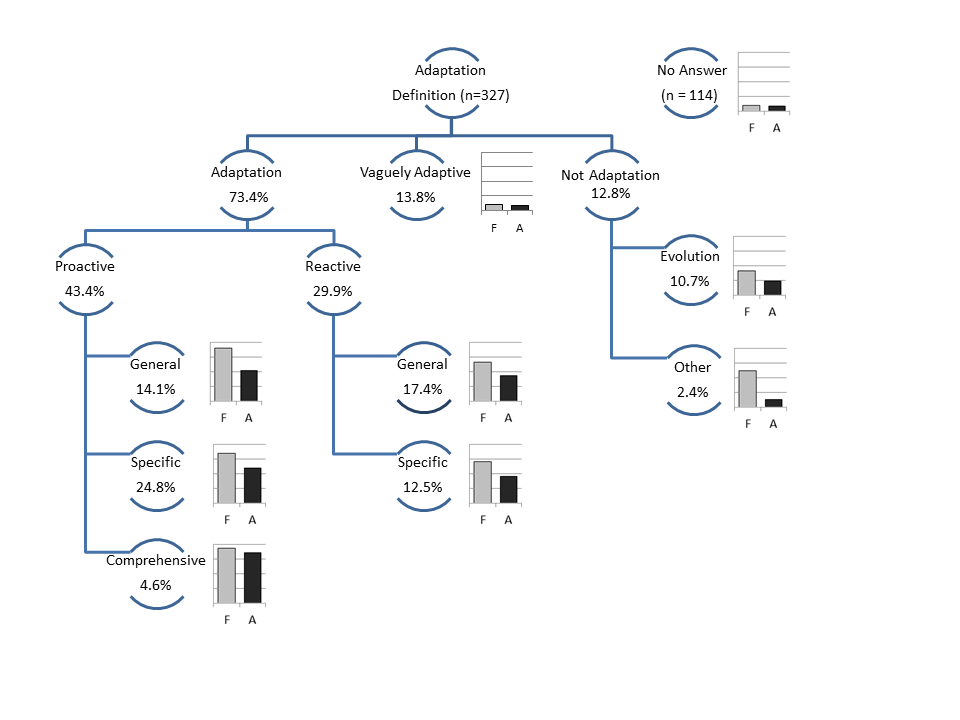 Adaptation
Definition (n=327)
No Answer
(n = 114)
F A
Adaptation
73.4%
Vaguely Adaptive
13.8%
F A
Not Adaptation
12.8%
Proactive
43.4%
Reactive
29.9%
Evolution
10.7%
F A
General
14.1%
F A
General
17.4%
F A
Other
2.4%
F A
Specific
24.8%
F A
Specific
12.5%
F A
Comprehensive
4.6%
F A